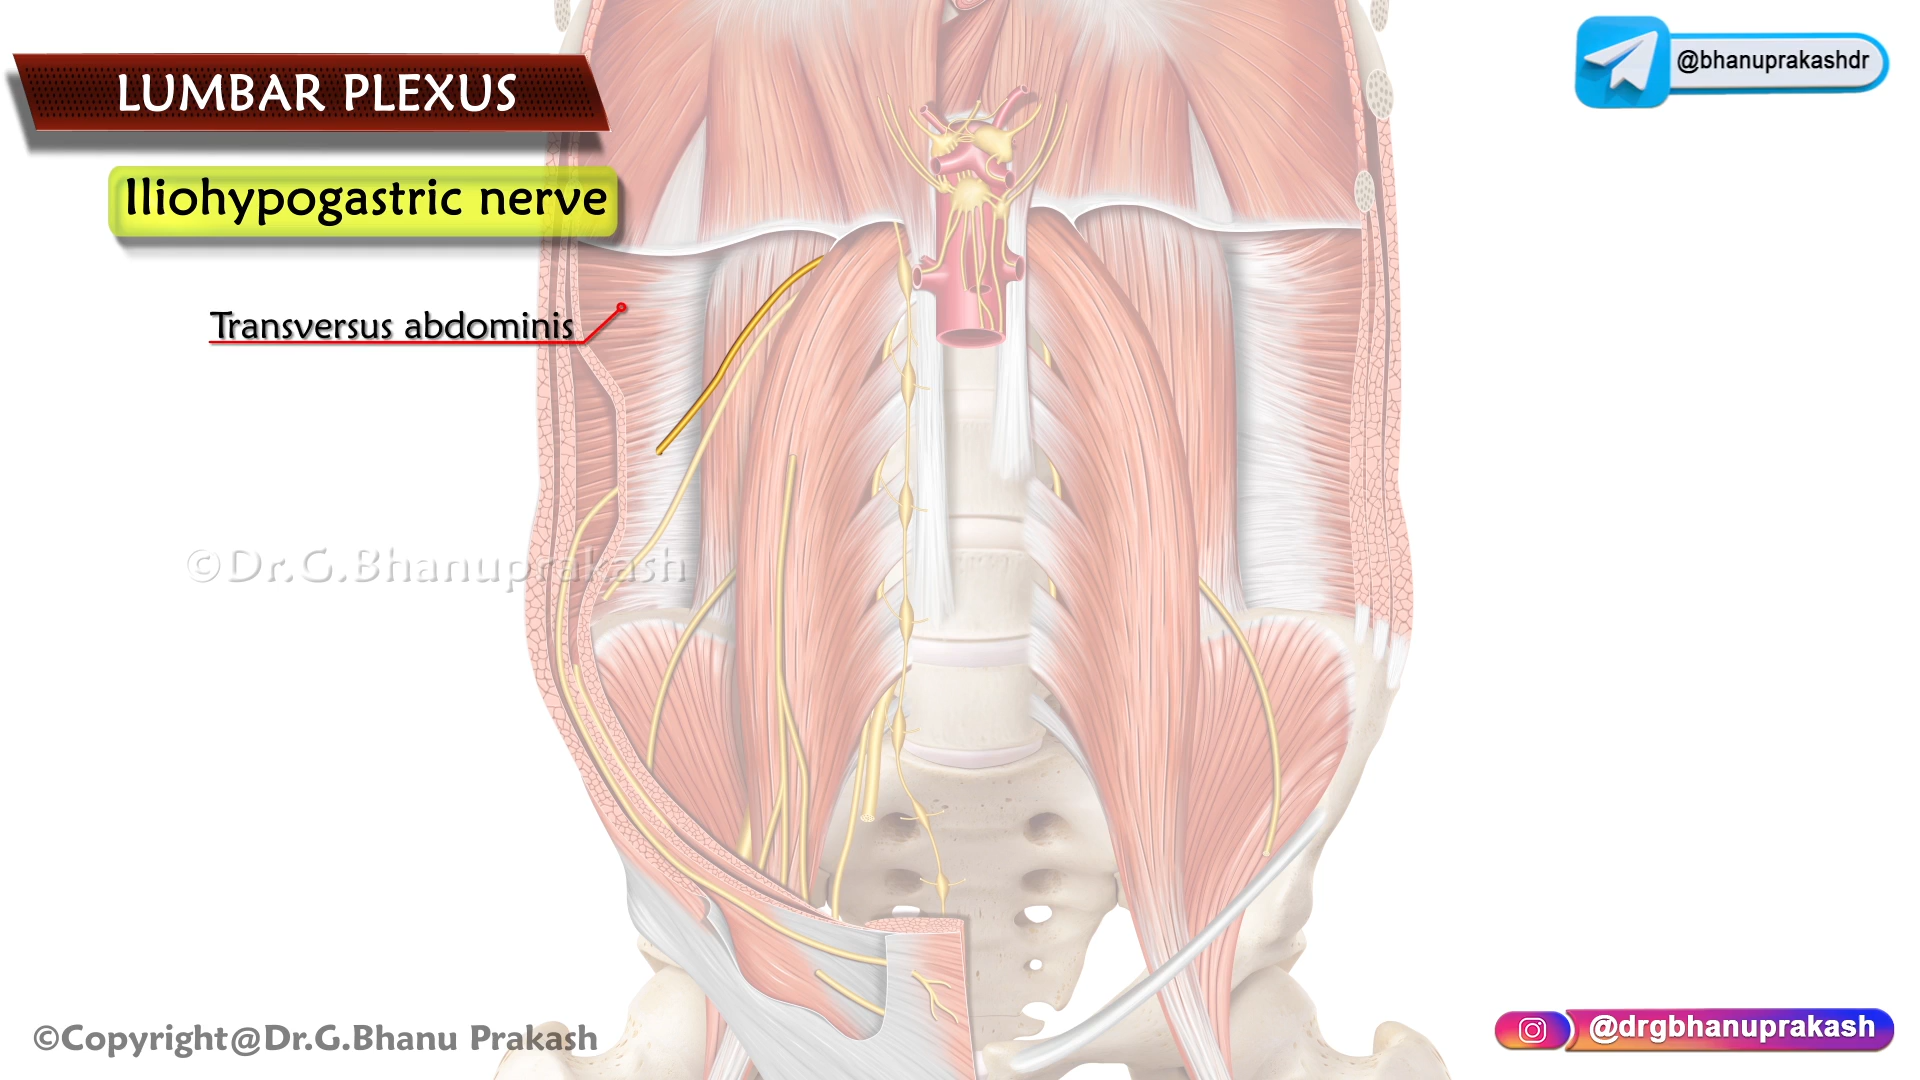 LUMBAR PLEXUS
@bhanuprakashdr
Iliohypogastric nerve
Transversus abdominis
©Dr.G.Bhanuprakash
©Copyright@Dr.G.Bhanu Prakash
@drgbhanuprakash